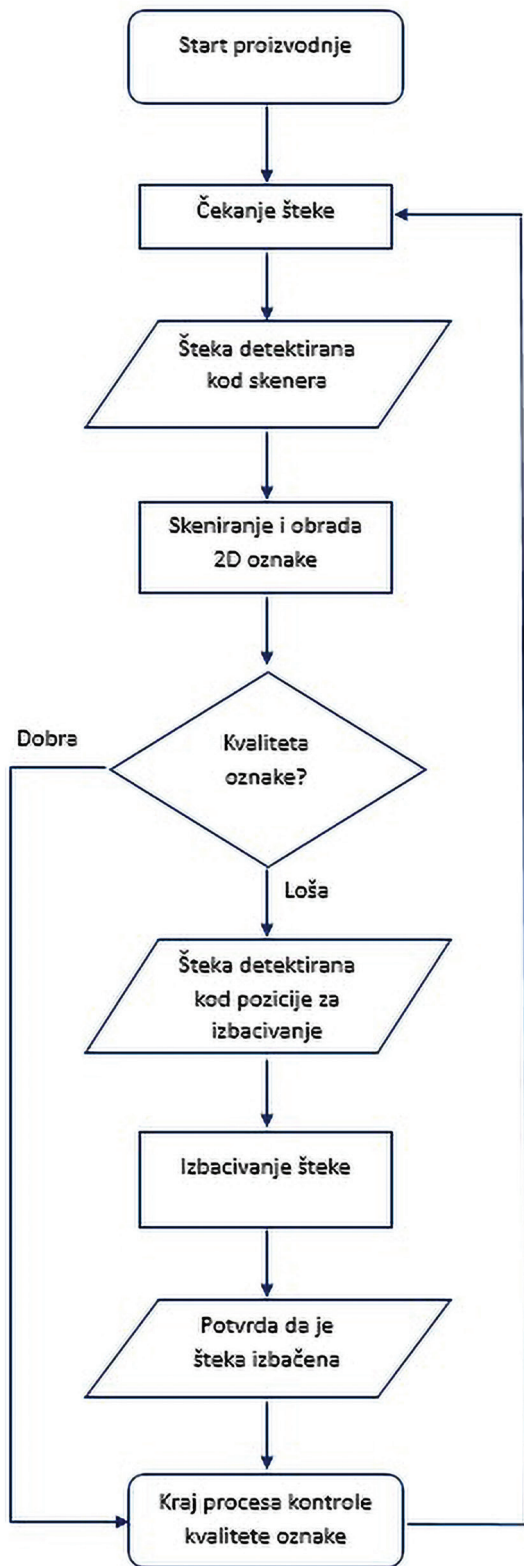 Start proizvodnje
Čekanje šteke
Šteka detektirana
kod skenera
Skeniranje i obrada
2D oznake
Kvaliteta
oznake?
Dobra
Loša
Šteka detektirana
kod pozicije za
izbacivanje
Izbacivanje šteke
Potvrda da je
šteka izbačena
Kraj procesa kontrole
kvalitete oznake